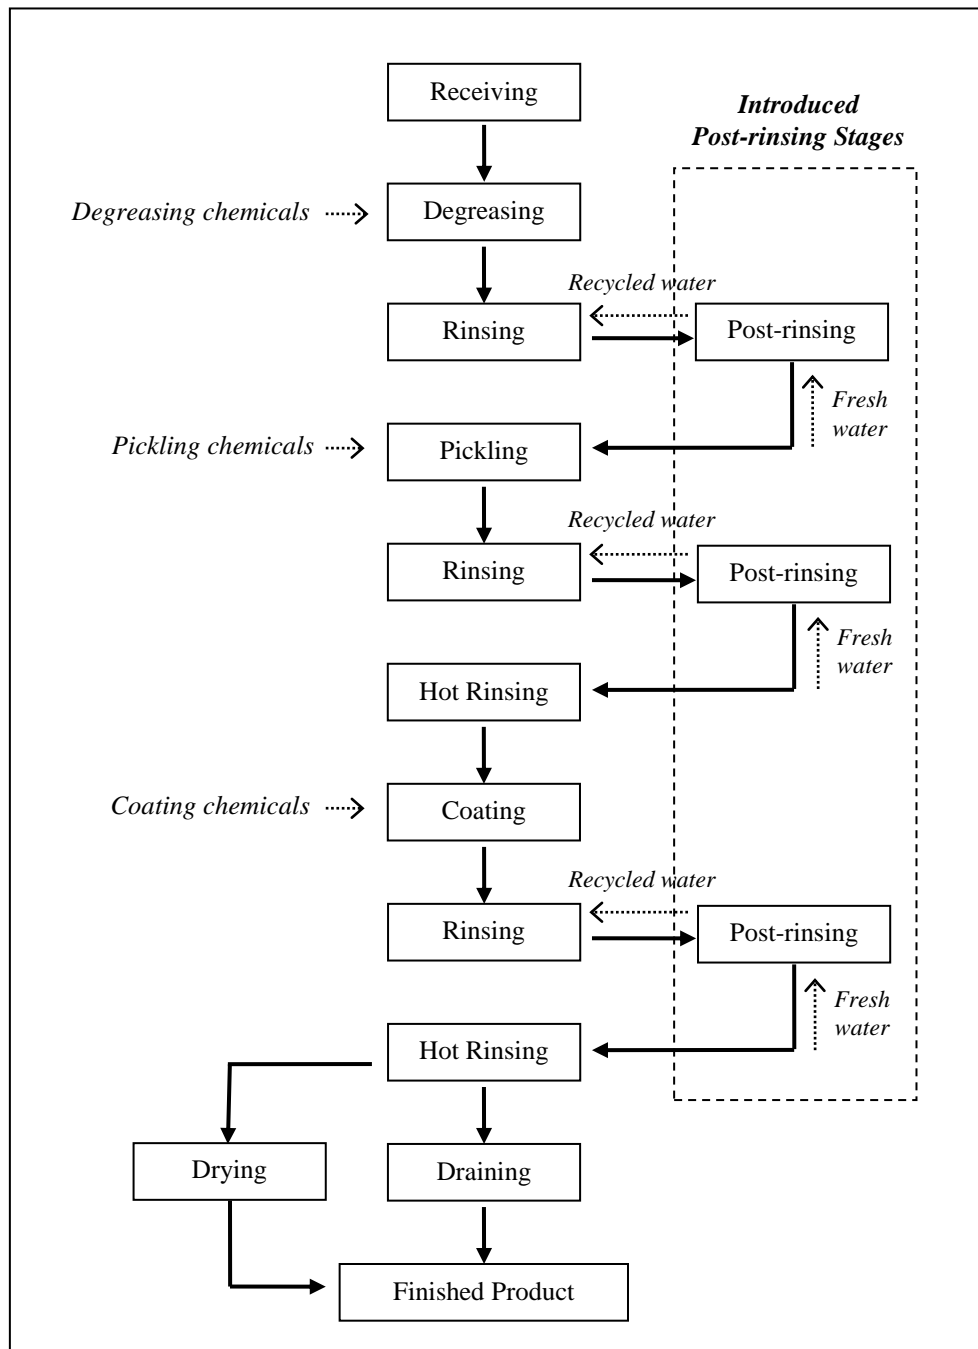 Receiving
Introduced
Post-rinsing Stages
Degreasing chemicals
Degreasing
Recycled water
Rinsing
Post-rinsing
Fresh
water
Pickling chemicals
Pickling
Recycled water
Rinsing
Post-rinsing
Fresh
water
Hot Rinsing
Coating chemicals
Coating
Recycled water
Rinsing
Post-rinsing
Fresh
water
Hot Rinsing
Drying
Draining
Finished Product